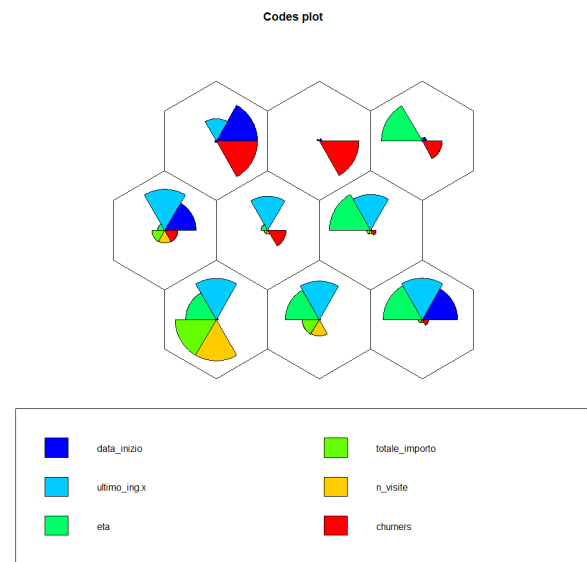 Codes plot
data_inizio
totale_importo
ultimo_ing.x
n_visite
eta
churners